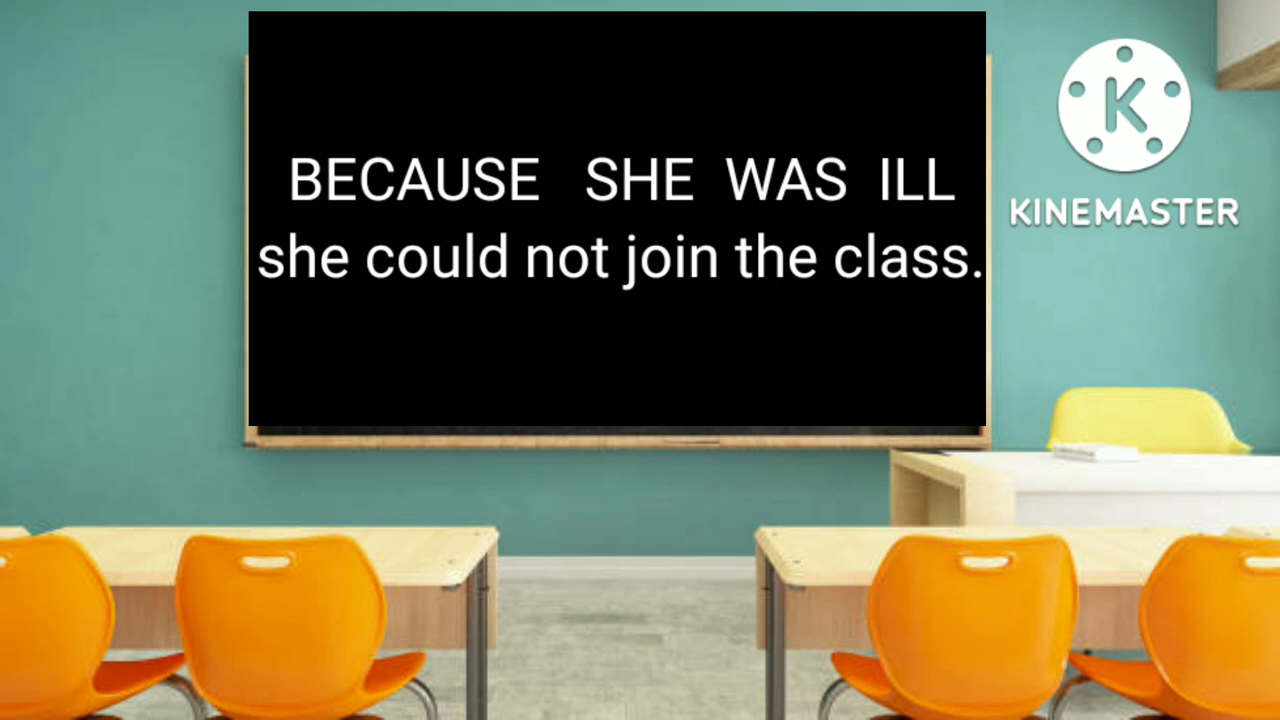 BECAUSE SHE WAS ILL
she could not join the class.
K
KINEMASTER